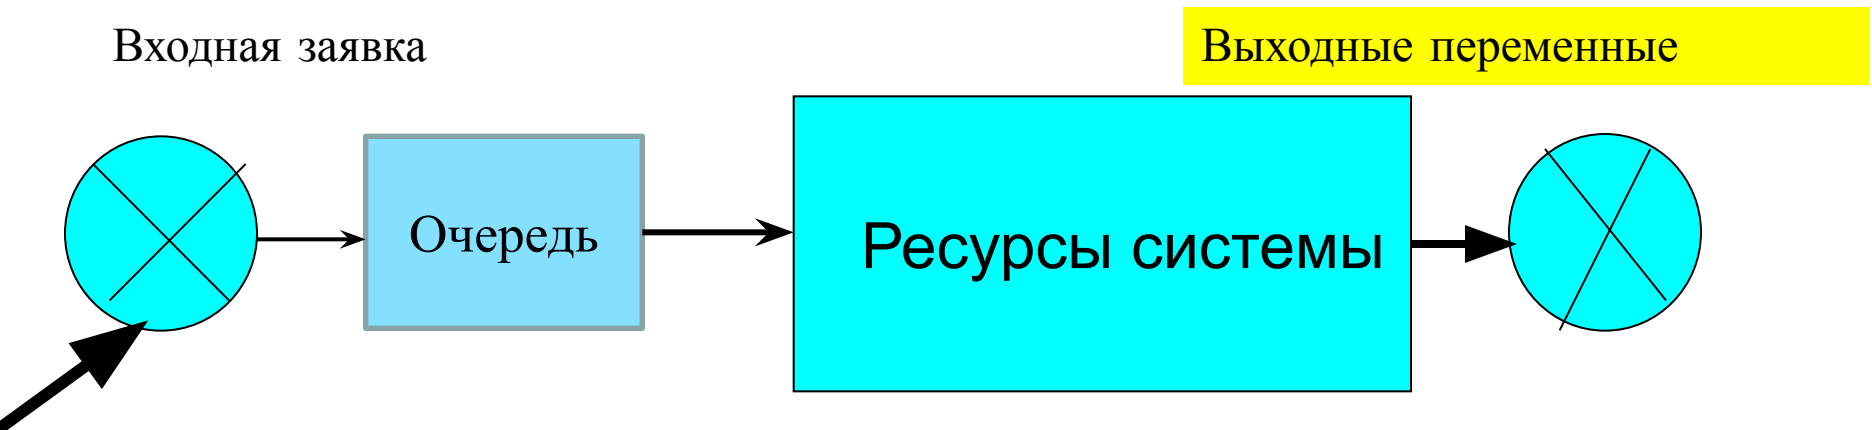 Входная заявка
Выходные переменные
Очередь
Ресурсы системы